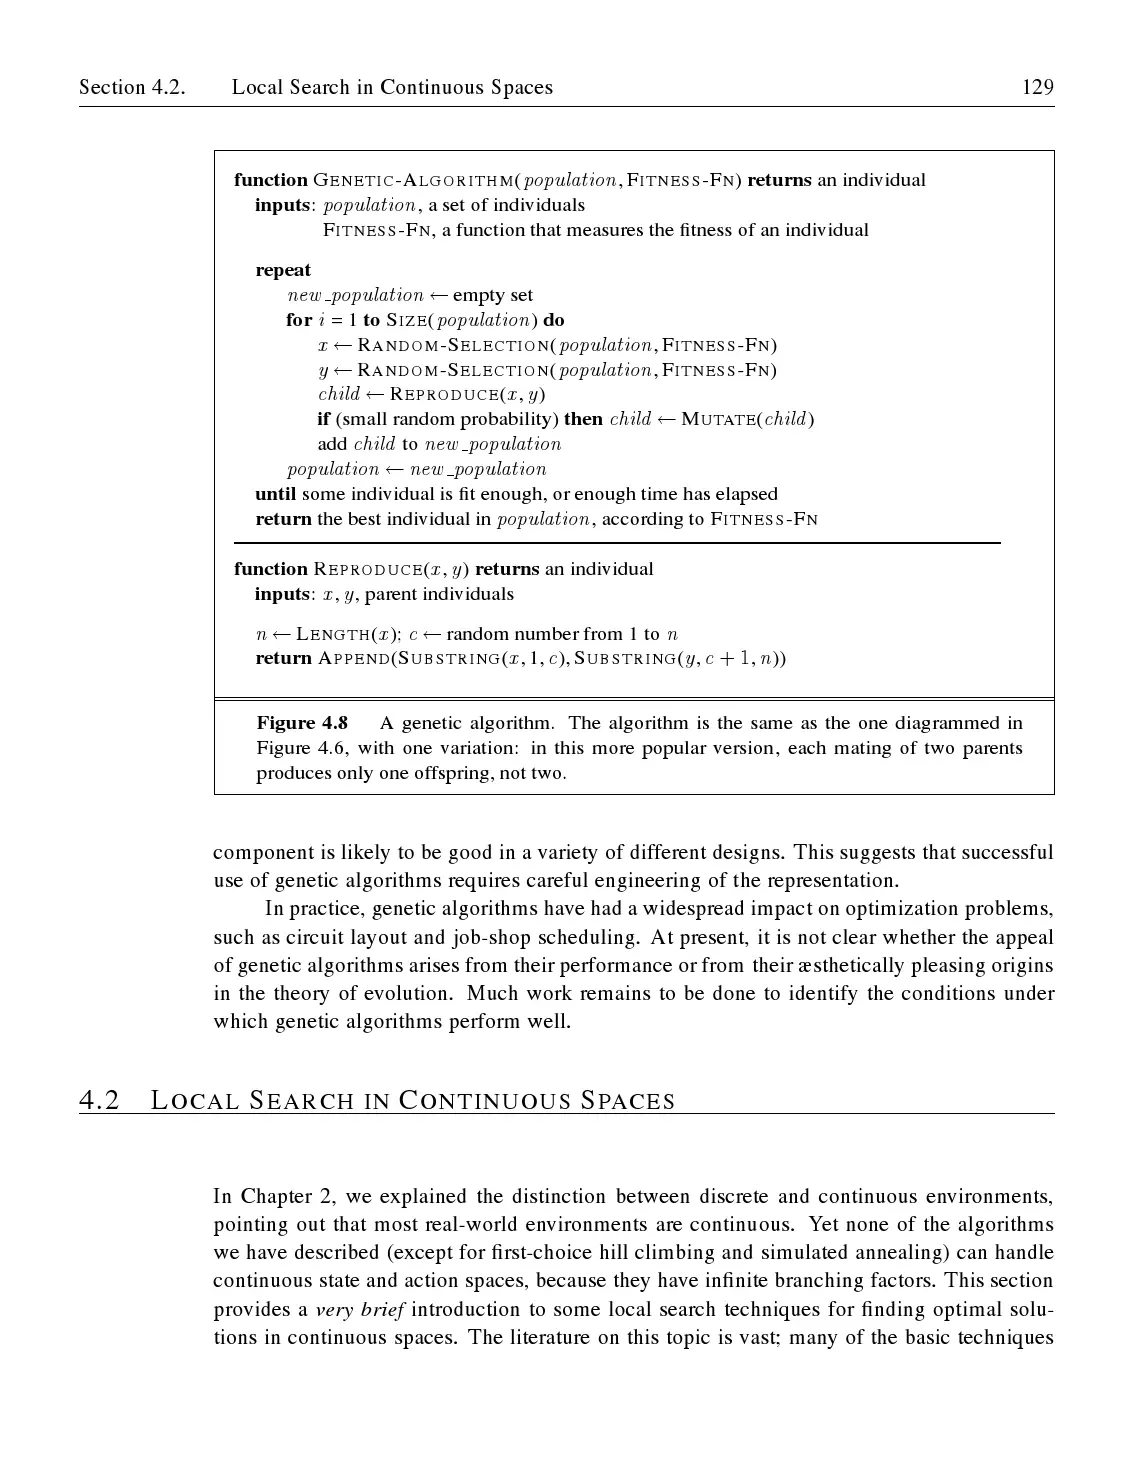 Section 4.2. Local Search in Continuous Spaces 129
function GENETIC-ALGORITHM(population, FITNESS-FN) returns an individual
inputs: population, a set of individuals
FITNESS-FN, a function that measures the fitness of an individual
repeat
new_population ← empty set
for i = 1 to SIZE(population) do
x ← RANDOM-SELECTION(population, FITNESS-FN)
y ← RANDOM-SELECTION(population, FITNESS-FN)
child ← REPRODUCE(x, y)
if (small random probability) then child ← MUTATE(child)
add child to new_population
population ← new_population
until some individual is fit enough, or enough time has elapsed
return the best individual in population, according to FITNESS-FN
function REPRODUCE(x, y) returns an individual
inputs: x, y, parent individuals
n ← LENGTH(x); c ← random number from 1 to n
return APPEND(SUBSTRING(x, 1, c), SUBSTRING(y, c + 1, n))
Figure 4.8 A genetic algorithm. The algorithm is the same as the one diagrammed in
Figure 4.6, with one variation: in this more popular version, each mating of two parents
produces only one offspring, not two.
component is likely to be good in a variety of different designs. This suggests that successful
use of genetic algorithms requires careful engineering of the representation.
In practice, genetic algorithms have had a widespread impact on optimization problems,
such as circuit layout and job-shop scheduling. At present, it is not clear whether the appeal
of genetic algorithms arises from their performance or from their æsthetically pleasing origins
in the theory of evolution. Much work remains to be done to identify the conditions under
which genetic algorithms perform well.
4.2 LOCAL SEARCH IN CONTINUOUS SPACES
In Chapter 2, we explained the distinction between discrete and continuous environments,
pointing out that most real-world environments are continuous. Yet none of the algorithms
we have described (except for first-choice hill climbing and simulated annealing) can handle
continuous state and action spaces, because they have infinite branching factors. This section
provides a very brief introduction to some local search techniques for finding optimal solu-
tions in continuous spaces. The literature on this topic is vast; many of the basic techniques